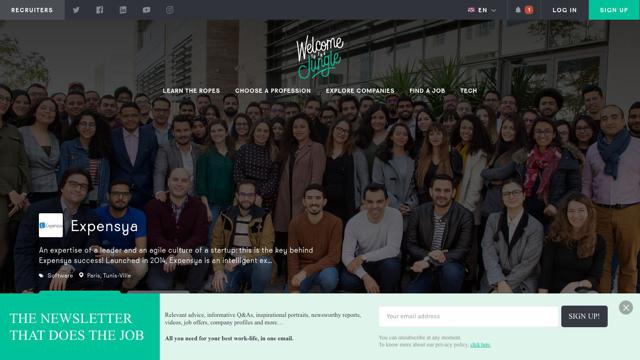 RECRUITERS
EN
1
LOG IN
SIGN UP
Welcome
to the
Jungle
LEARN THE ROPES
CHOOSE A PROFESSION
EXPLORE COMPANIES
FIND A JOB
TECH
Expensya
Expensya
An expertise of a leader and an agile culture of a startup: this is the key behind
Expensya success! Launched in 2014, Expensya is an intelligent ex...
Software
Paris, Tunis-Ville
THE NEWSLETTER
THAT DOES THE JOB
Relevant advice, informative Q&As, inspirational portraits, newsworthy reports,
videos, job offers, company profiles and more…
All you need for your best work-life, in one email.
Your email address
SIGN UP!
You can unsubscribe at any moment.
To know more about our privacy policy, click here.